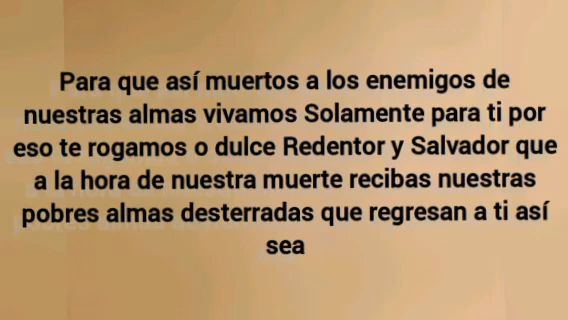 Para que así muertos a los enemigos de
nuestras almas vivamos Solamente para ti por
eso te rogamos o dulce Redentor y Salvador que
a la hora de nuestra muerte recibas nuestras
pobres almas desterradas que regresan a ti así
sea